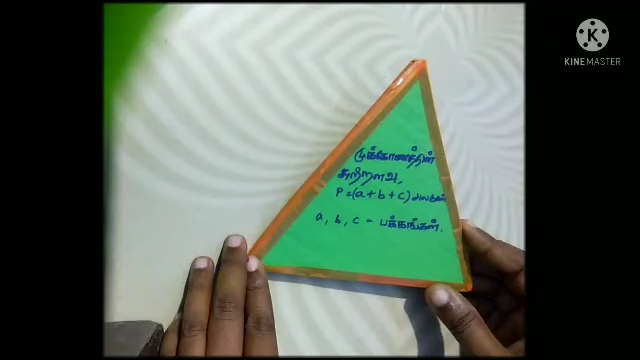 முக்கோணத்தின்
சுற்றளவு,
P = (a + b + c) அலகுகள்
a, b, c - பக்கங்கள்.
K
KINEMASTER